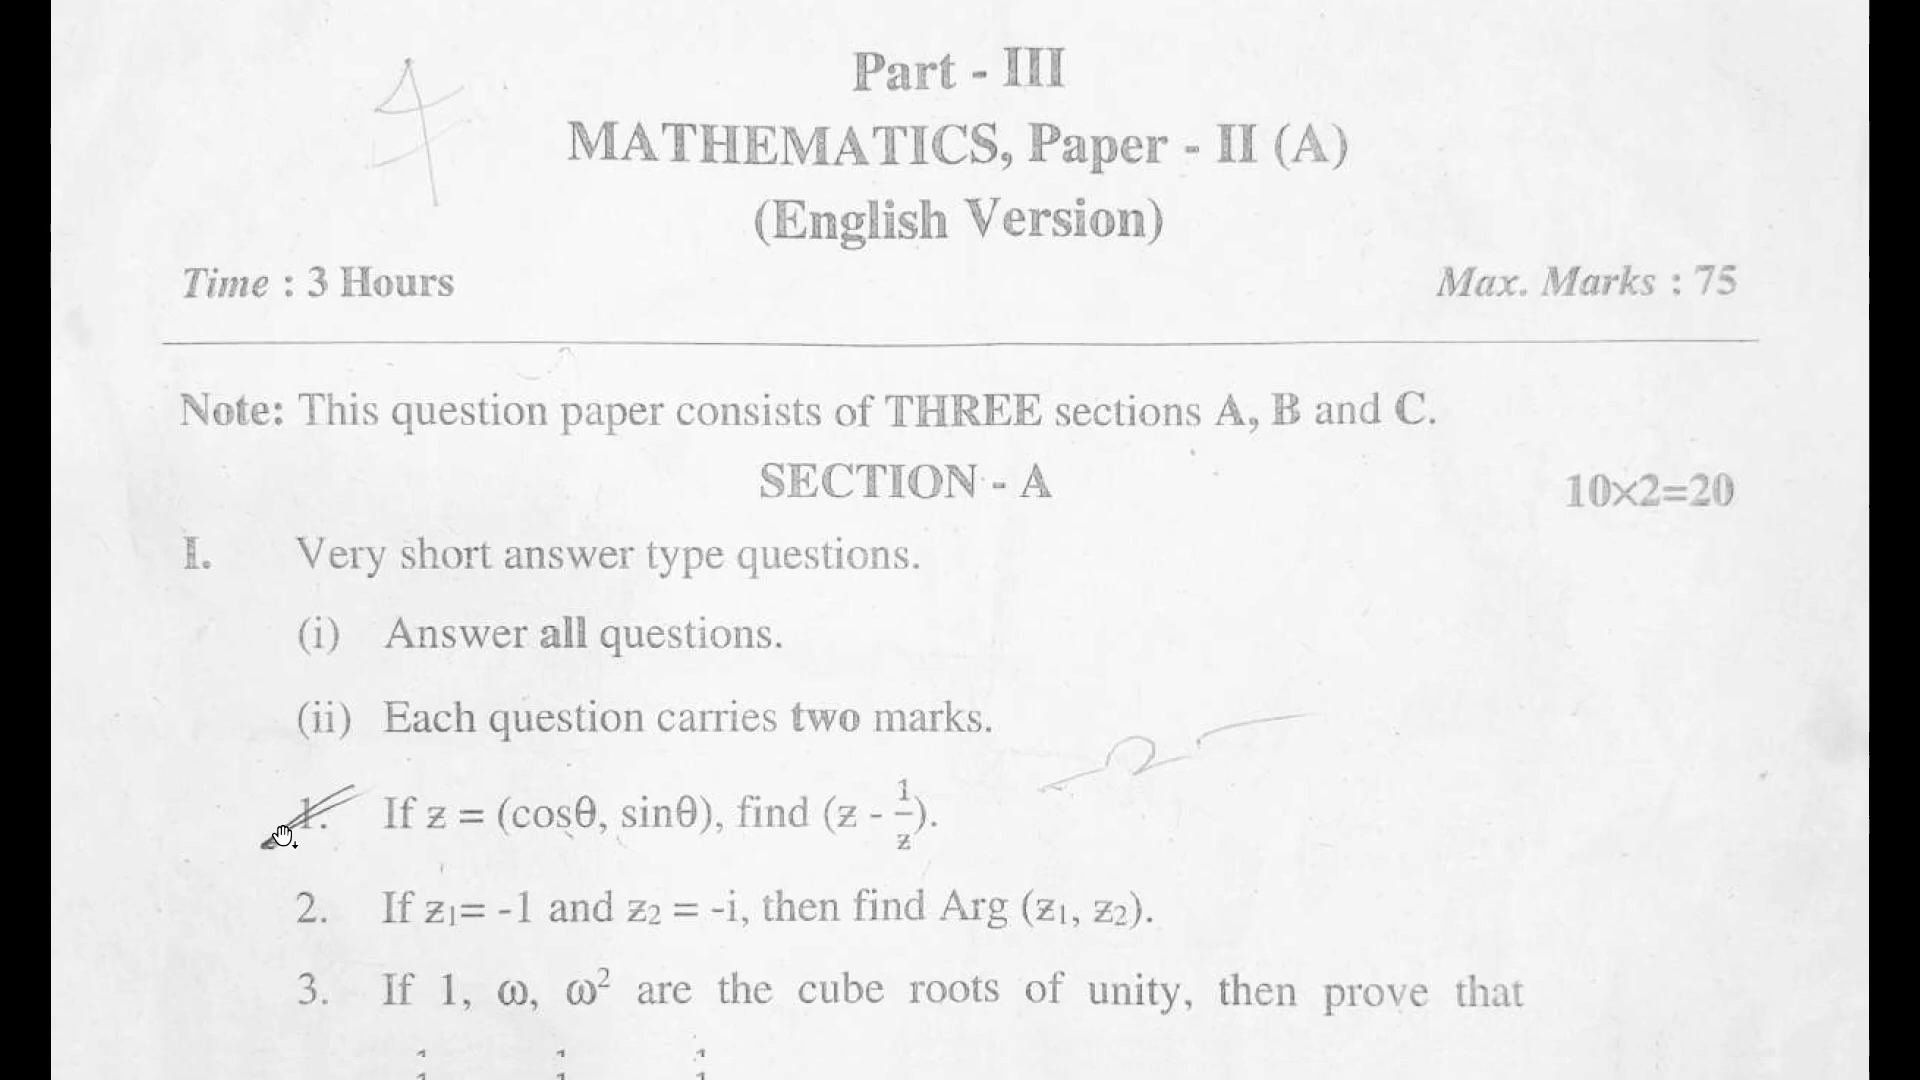 Part - III
MATHEMATICS, Paper - II (A)
(English Version)
Time : 3 Hours Max. Marks : 75
Note: This question paper consists of THREE sections A, B and C.
SECTION - A 10×2=20
I. Very short answer type questions.
(i) Answer all questions.
(ii) Each question carries two marks.
1. If z = (cosθ, sinθ), find (z - 1/z).
2. If z₁= -1 and z₂ = -i, then find Arg (z₁, z₂).
3. If 1, ω, ω² are the cube roots of unity, then prove that